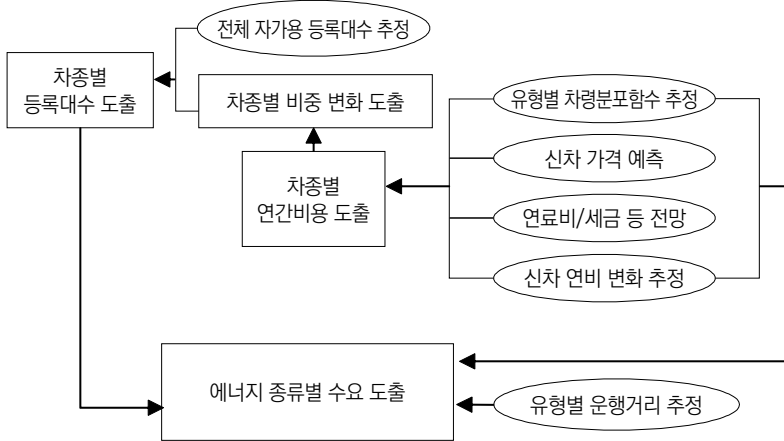 전체 자가용 등록대수 추정
차종별
등록대수 도출
차종별 비중 변화 도출
유형별 차령분포함수 추정
신차 가격 예측
차종별
연간비용 도출
연료비/세금 등 전망
신차 연비 변화 추정
에너지 종류별 수요 도출
유형별 운행거리 추정